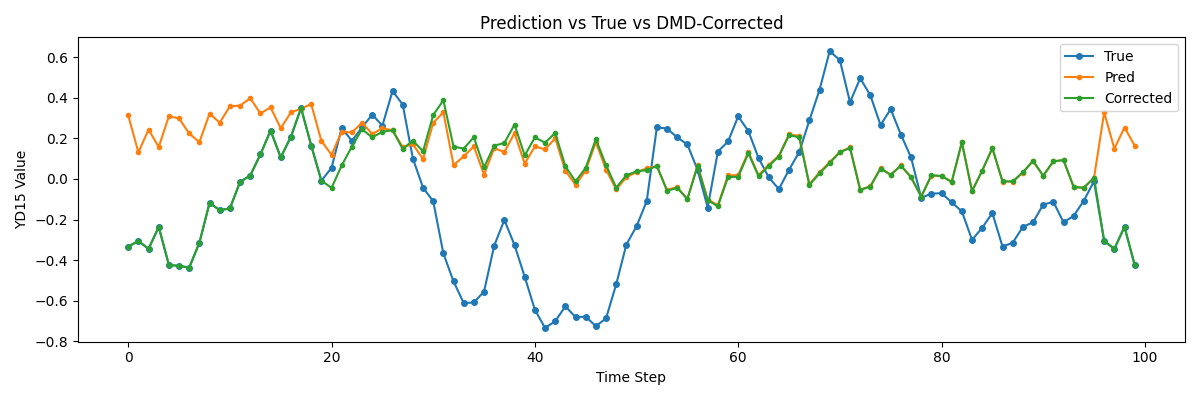 Prediction vs True vs DMD-Corrected
YD15 Value
0.6
0.4
0.2
0.0
−0.2
−0.4
−0.6
−0.8
True
Pred
Corrected
0
20
40
60
80
100
Time Step